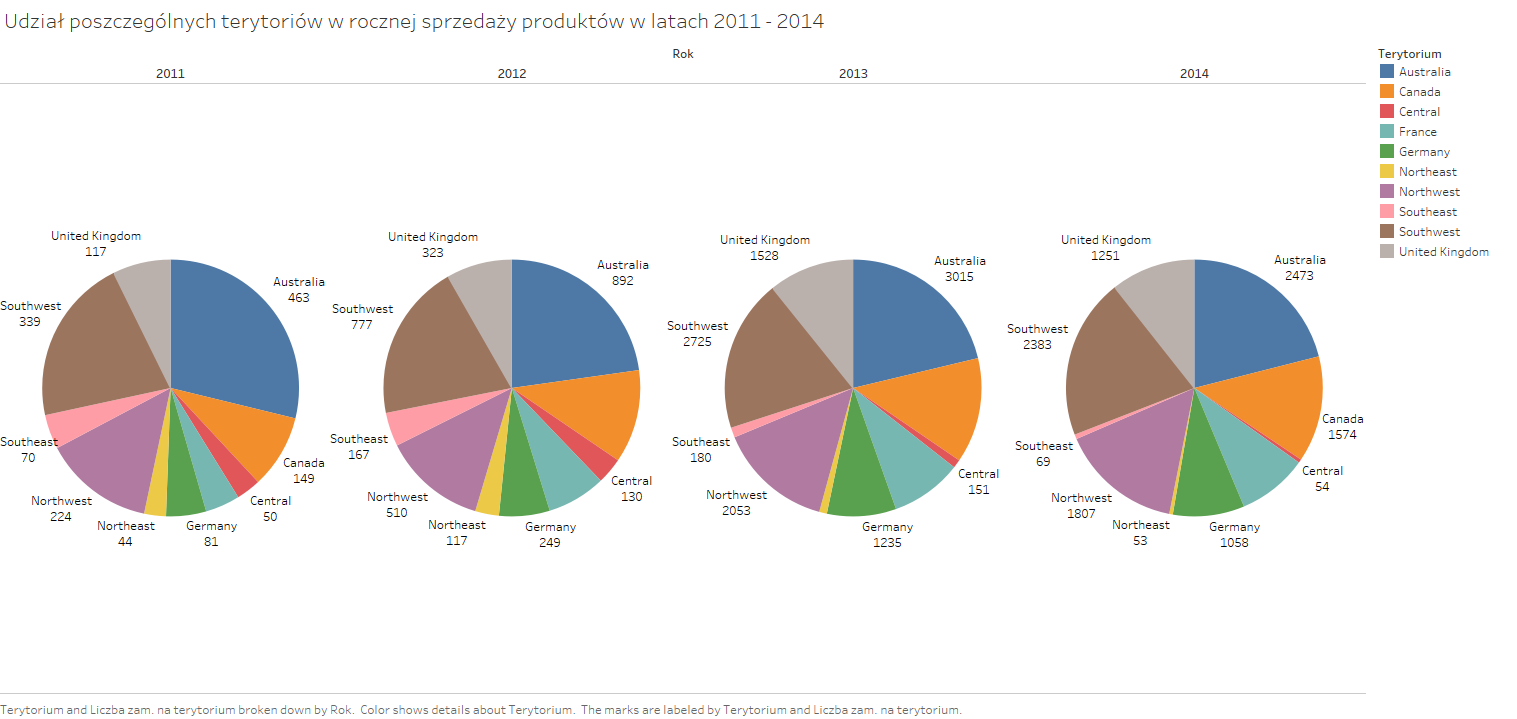 Udział poszczególnych terytoriów w rocznej sprzedaży produktów w latach 2011 - 2014
Rok
2011
2012
2013
2014
United Kingdom
117
Australia
463
Southwest
339
Southeast
70
Canada
149
Northwest
224
Central
50
Northeast
44
Germany
81
United Kingdom
323
Australia
892
Southwest
777
Southeast
167
Central
130
Northwest
510
Northeast
117
Germany
249
United Kingdom
1528
Australia
3015
Southwest
2725
Southeast
180
Central
151
Northwest
2053
Germany
1235
United Kingdom
1251
Australia
2473
Southwest
2383
Canada
1574
Southeast
69
Central
54
Northwest
1807
Northeast
53
Germany
1058
Terytorium
Australia
Canada
Central
France
Germany
Northeast
Northwest
Southeast
Southwest
United Kingdom
Terytorium and Liczba zam. na terytorium broken down by Rok.  Color shows details about Terytorium.  The marks are labeled by Terytorium and Liczba zam. na terytorium.